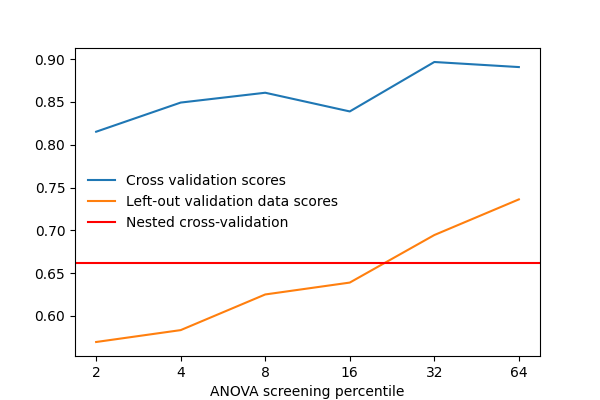 0.90
0.85
0.80
0.75
0.70
0.65
0.60
Cross validation scores
Left-out validation data scores
Nested cross-validation
2 4 8 16 32 64
ANOVA screening percentile